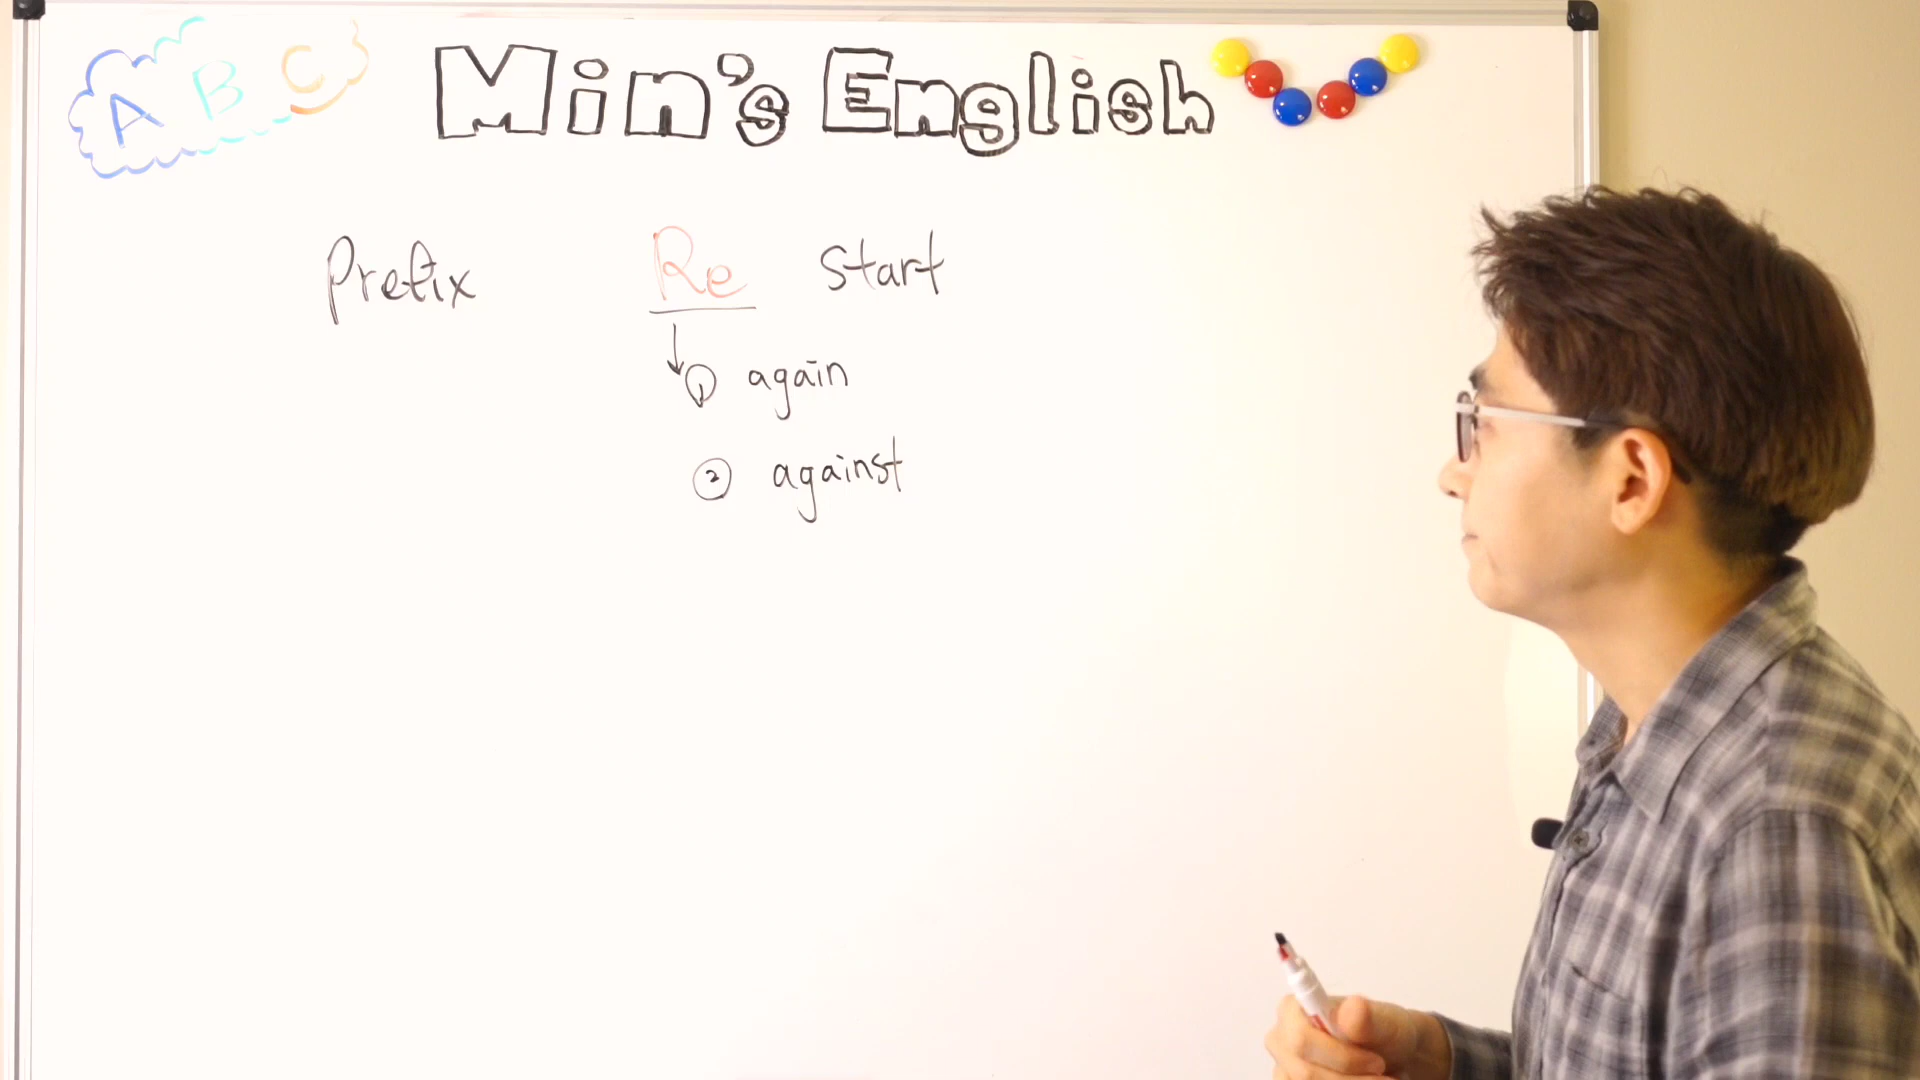 A B C
Min's English
Prefix Re start
① again
② against